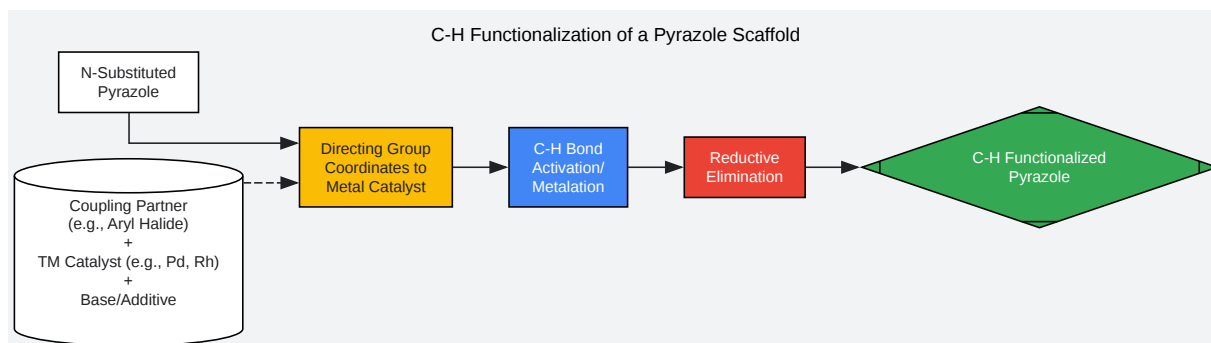 C-H Functionalization of a Pyrazole Scaffold
N-Substituted
Pyrazole
Directing Group
Coordinates to
Metal Catalyst
C-H Bond
Activation/
Metalation
Reductive
Elimination
C-H Functionalized
Pyrazole
Coupling Partner
(e.g., Aryl Halide)
+
TM Catalyst (e.g., Pd, Rh)
+
Base/Additive